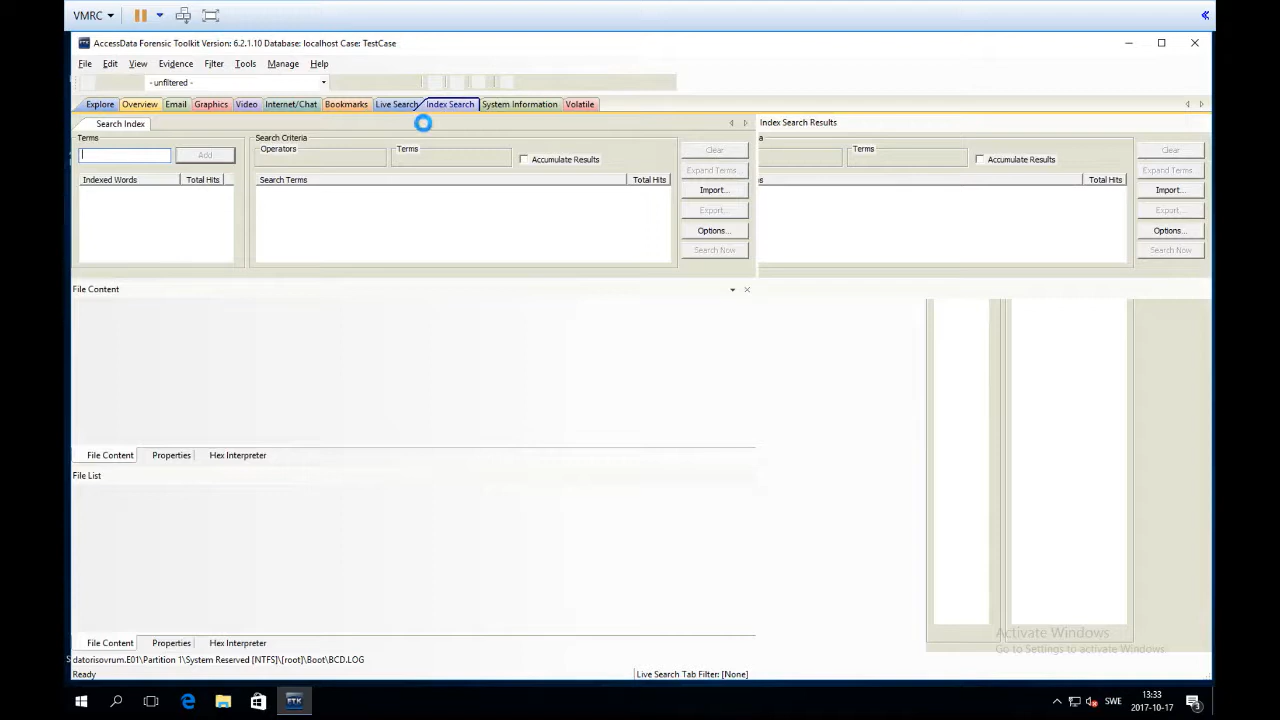 VMRC
AccessData Forensic Toolkit Version: 6.2.1.10 Database: localhost Case: TestCase
File Edit View Evidence Filter Tools Manage Help
- unfiltered -
Explore Overview Email Graphics Video Internet/Chat Bookmarks Live Search Index Search System Information Volatile
Search Index
Index Search Results
Terms
Search Criteria
Operators
Terms
Accumulate Results
Terms
Accumulate Results
Add
Clear
Clear
Expand Terms...
Expand Terms...
Indexed Words Total Hits
Search Terms Total Hits
Total Hits
Import...
Import...
Export...
Export...
Options...
Options...
Search Now
Search Now
File Content
File Content Properties Hex Interpreter
File List
Activate Windows
Go to Settings to activate Windows.
File Content Properties Hex Interpreter
datorisovrum.E01\Partition 1\System Reserved [NTFS]\[root]\Boot\BCD.LOG
Ready
Live Search Tab Filter: [None]
FTK
SWE
13:33
2017-10-17
3